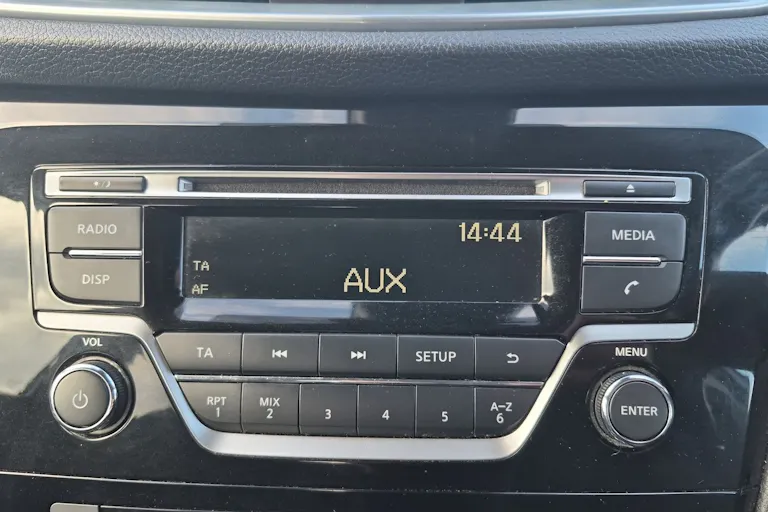 RADIO
14:44
MEDIA
DISP
TA
AF
AUX
VOL
TA
SETUP
MENU
RPT
1
MIX
2
3
4
5
A–Z
6
ENTER